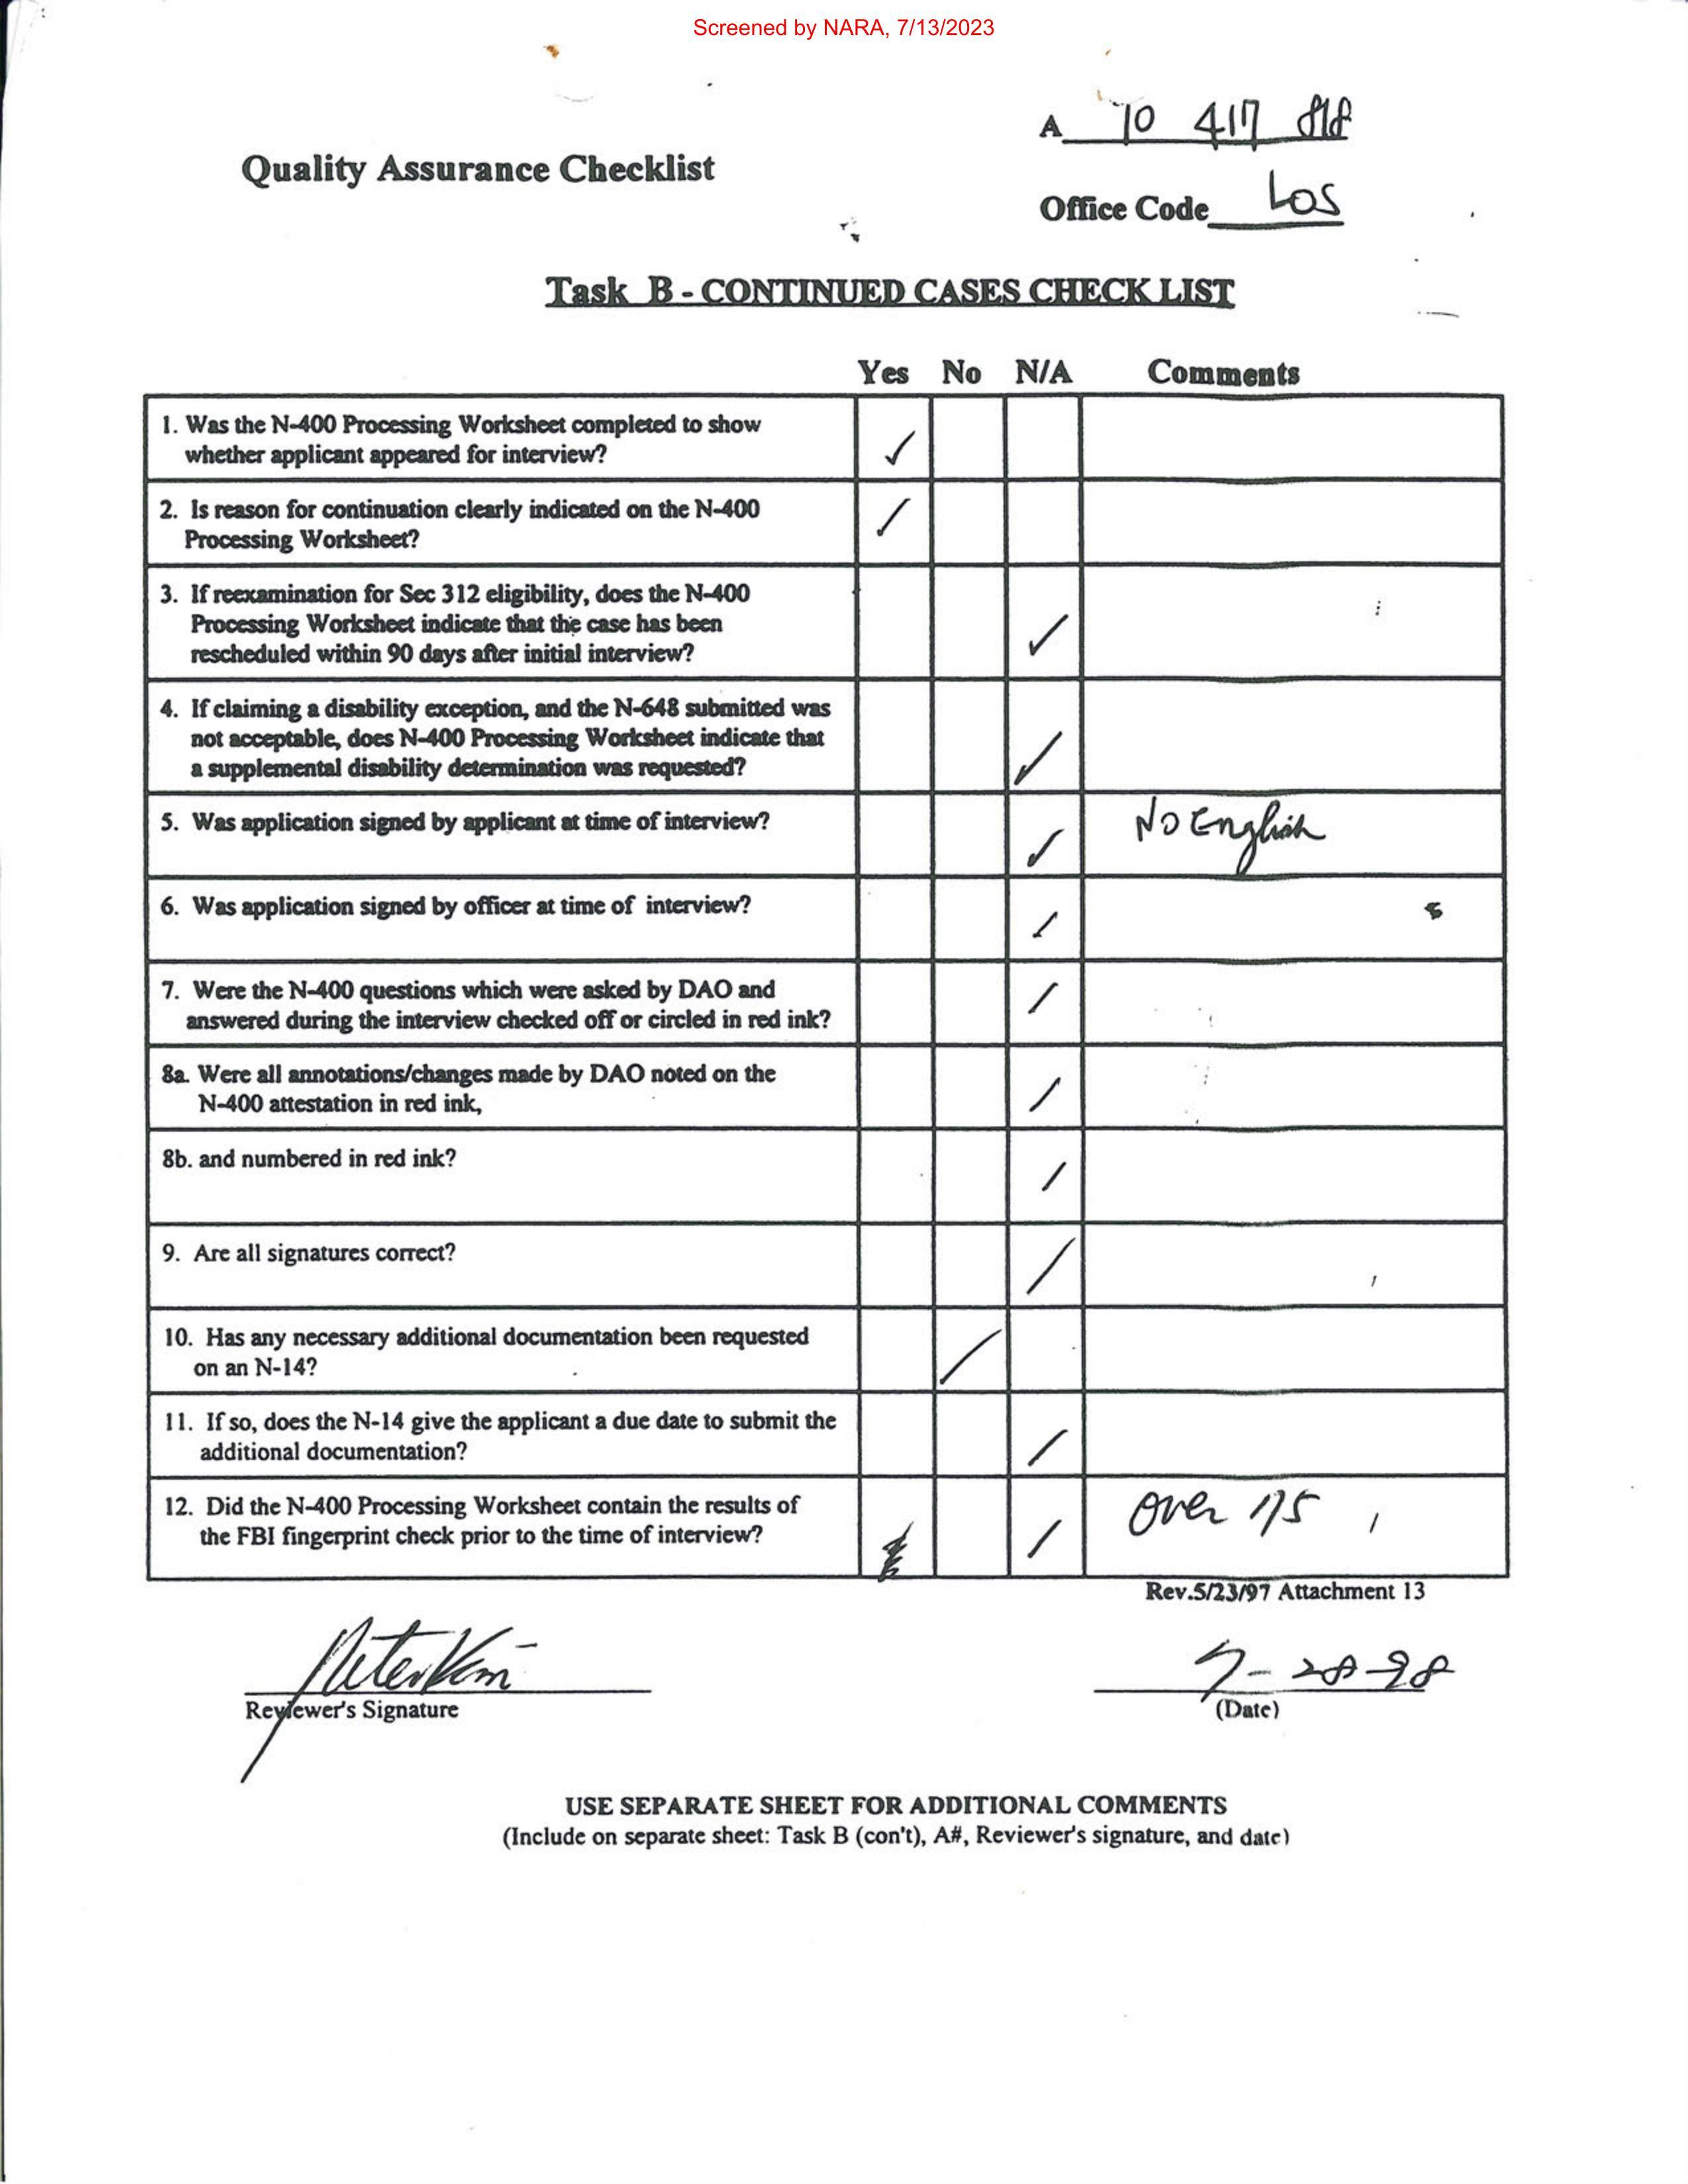 Screened by NARA, 7/13/2023
A 70 417 818
Quality Assurance Checklist
Office Code LOS
Task B - CONTINUED CASES CHECK LIST
Yes No N/A Comments
1. Was the N-400 Processing Worksheet completed to show
whether applicant appeared for interview? ✓
2. Is reason for continuation clearly indicated on the N-400
Processing Worksheet?
3. If reexamination for Sec 312 eligibility, does the N-400
Processing Worksheet indicate that the case has been
rescheduled within 90 days after initial interview? ✓
4. If claiming a disability exception, and the N-648 submitted was
not acceptable, does N-400 Processing Worksheet indicate that
a supplemental disability determination was requested? ✓
5. Was application signed by applicant at time of interview? ✓ No English
6. Was application signed by officer at time of interview?
7. Were the N-400 questions which were asked by DAO and
answered during the interview checked off or circled in red ink?
8a. Were all annotations/changes made by DAO noted on the
N-400 attestation in red ink,
8b. and numbered in red ink?
9. Are all signatures correct?
10. Has any necessary additional documentation been requested
on an N-14?
11. If so, does the N-14 give the applicant a due date to submit the
additional documentation?
12. Did the N-400 Processing Worksheet contain the results of
the FBI fingerprint check prior to the time of interview? Over 75
Rev.5/23/97 Attachment 13
Peter Kim 7-28-98
Reviewer's Signature (Date)
USE SEPARATE SHEET FOR ADDITIONAL COMMENTS
(Include on separate sheet: Task B (con't), A#, Reviewer's signature, and date)